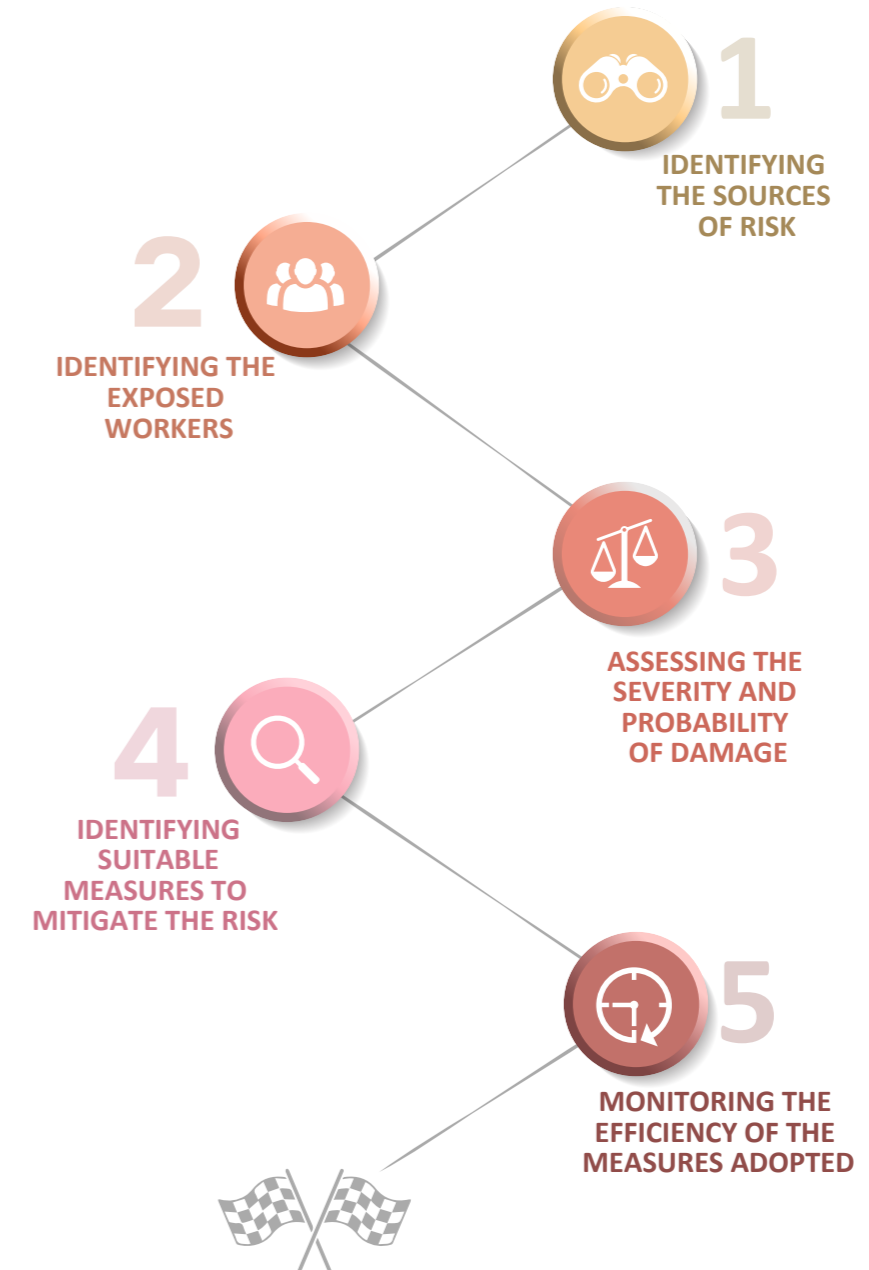 1
IDENTIFYING
THE SOURCES
OF RISK
2
IDENTIFYING THE
EXPOSED
WORKERS
3
ASSESSING THE
SEVERITY AND
PROBABILITY
OF DAMAGE
4
IDENTIFYING
SUITABLE
MEASURES TO
MITIGATE THE RISK
5
MONITORING THE
EFFICIENCY OF THE
MEASURES ADOPTED